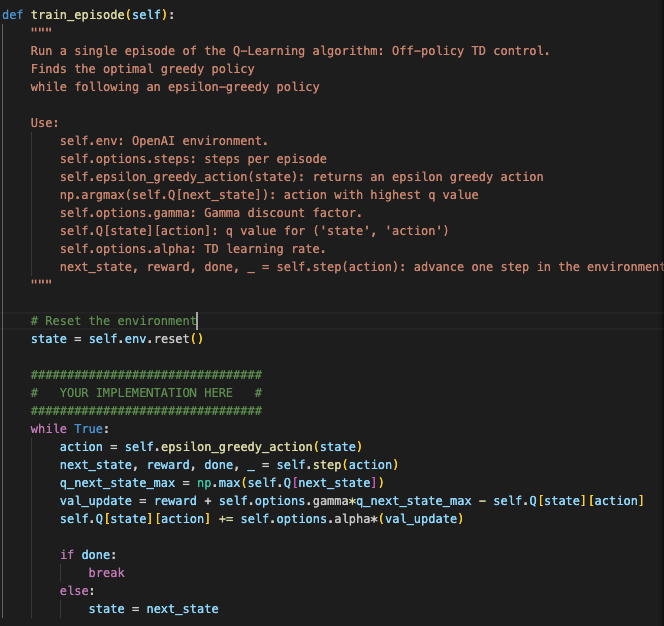 def train_episode(self):
"""
Run a single episode of the Q-Learning algorithm: Off-policy TD control.
Finds the optimal greedy policy
while following an epsilon-greedy policy
Use:
self.env: OpenAI environment.
self.options.steps: steps per episode
self.epsilon_greedy_action(state): returns an epsilon greedy action
np.argmax(self.Q[next_state]): action with highest q value
self.options.gamma: Gamma discount factor.
self.Q[state][action]: q value for ('state', 'action')
self.options.alpha: TD learning rate.
next_state, reward, done, _ = self.step(action): advance one step in the environment
"""
# Reset the environment
state = self.env.reset()
################################
#   YOUR IMPLEMENTATION HERE   #
################################
while True:
action = self.epsilon_greedy_action(state)
next_state, reward, done, _ = self.step(action)
q_next_state_max = np.max(self.Q[next_state])
val_update = reward + self.options.gamma*q_next_state_max - self.Q[state][action]
self.Q[state][action] += self.options.alpha*(val_update)
if done:
break
else:
state = next_state